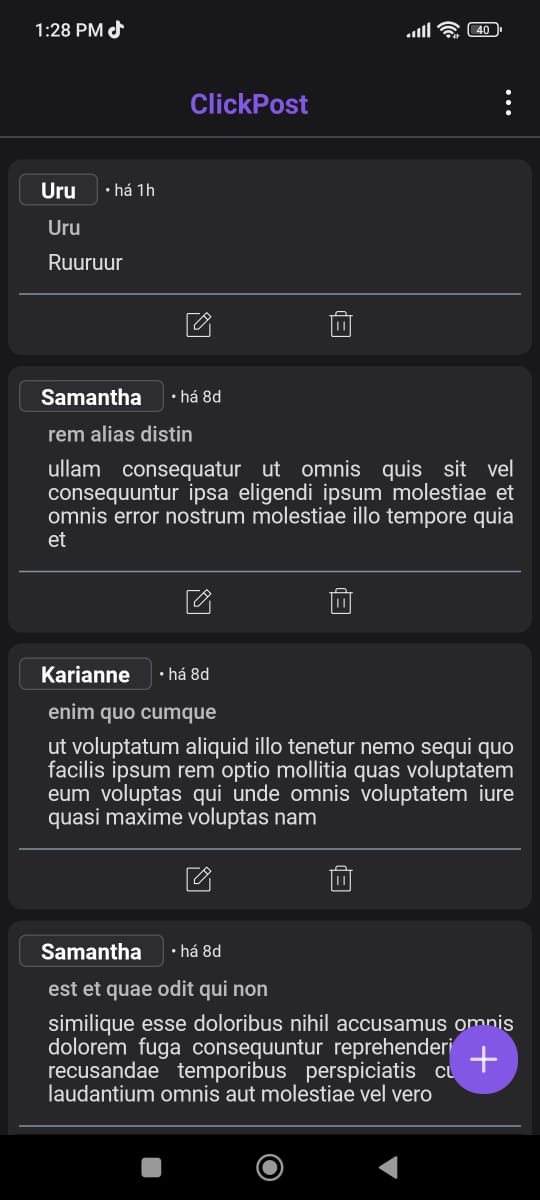 1:28 PM
40
ClickPost
Uru • há 1h
Uru
Ruuruur
Samantha • há 8d
rem alias distin
ullam consequatur ut omnis quis sit vel
consequuntur ipsa eligendi ipsum molestiae et
omnis error nostrum molestiae illo tempore quia
et
Karianne • há 8d
enim quo cumque
ut voluptatum aliquid illo tenetur nemo sequi quo
facilis ipsum rem optio mollitia quas voluptatem
eum voluptas qui unde omnis voluptatem iure
quasi maxime voluptas nam
Samantha • há 8d
est et quae odit qui non
similique esse doloribus nihil accusamus omnis
dolorem fuga consequuntur
recusandae temporibus perspiciatis
laudantium omnis aut molestiae vel vero